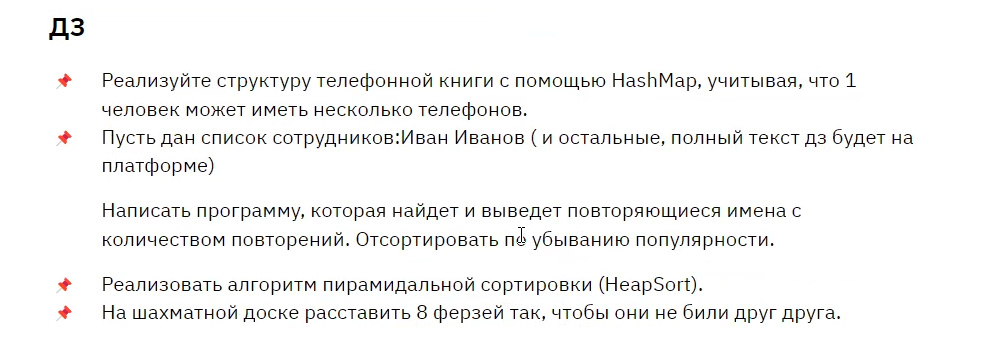 ДЗ
Реализуйте структуру телефонной книги с помощью HashMap, учитывая, что 1
человек может иметь несколько телефонов.
Пусть дан список сотрудников:Иван Иванов ( и остальные, полный текст дз будет на
платформе)
Написать программу, которая найдет и выведет повторяющиеся имена с
количеством повторений. Отсортировать по убыванию популярности.
Реализовать алгоритм пирамидальной сортировки (HeapSort).
На шахматной доске расставить 8 ферзей так, чтобы они не били друг друга.